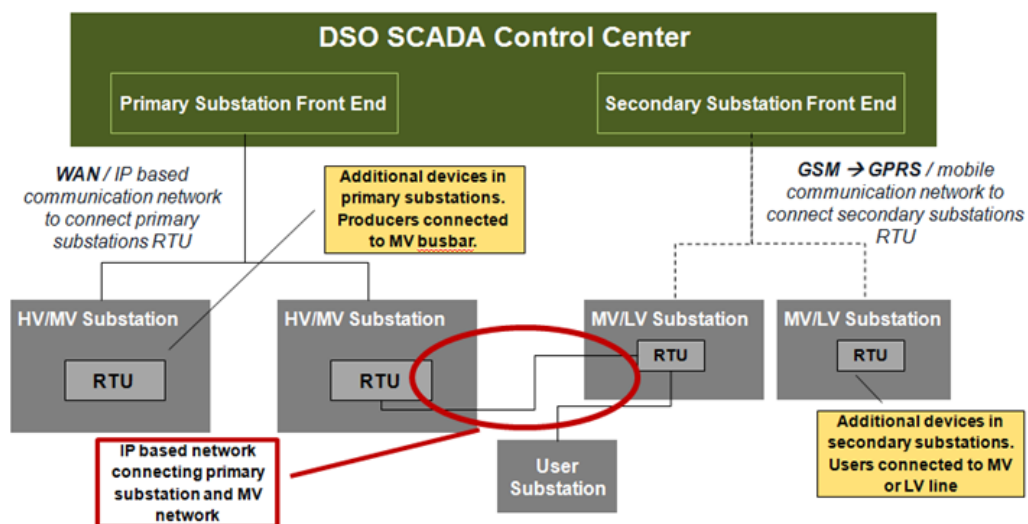 DSO SCADA Control Center
Primary Substation Front End
Secondary Substation Front End
WAN / IP based
communication network
to connect primary
substations RTU
Additional devices in
primary substations.
Producers connected
to MV busbar.
GSM → GPRS / mobile
communication network to
connect secondary substations
RTU
HV/MV Substation
RTU
HV/MV Substation
RTU
MV/LV Substation
RTU
MV/LV Substation
RTU
IP based network
connecting primary
substation and MV
network
User
Substation
Additional devices in
secondary substations.
Users connected to MV
or LV line